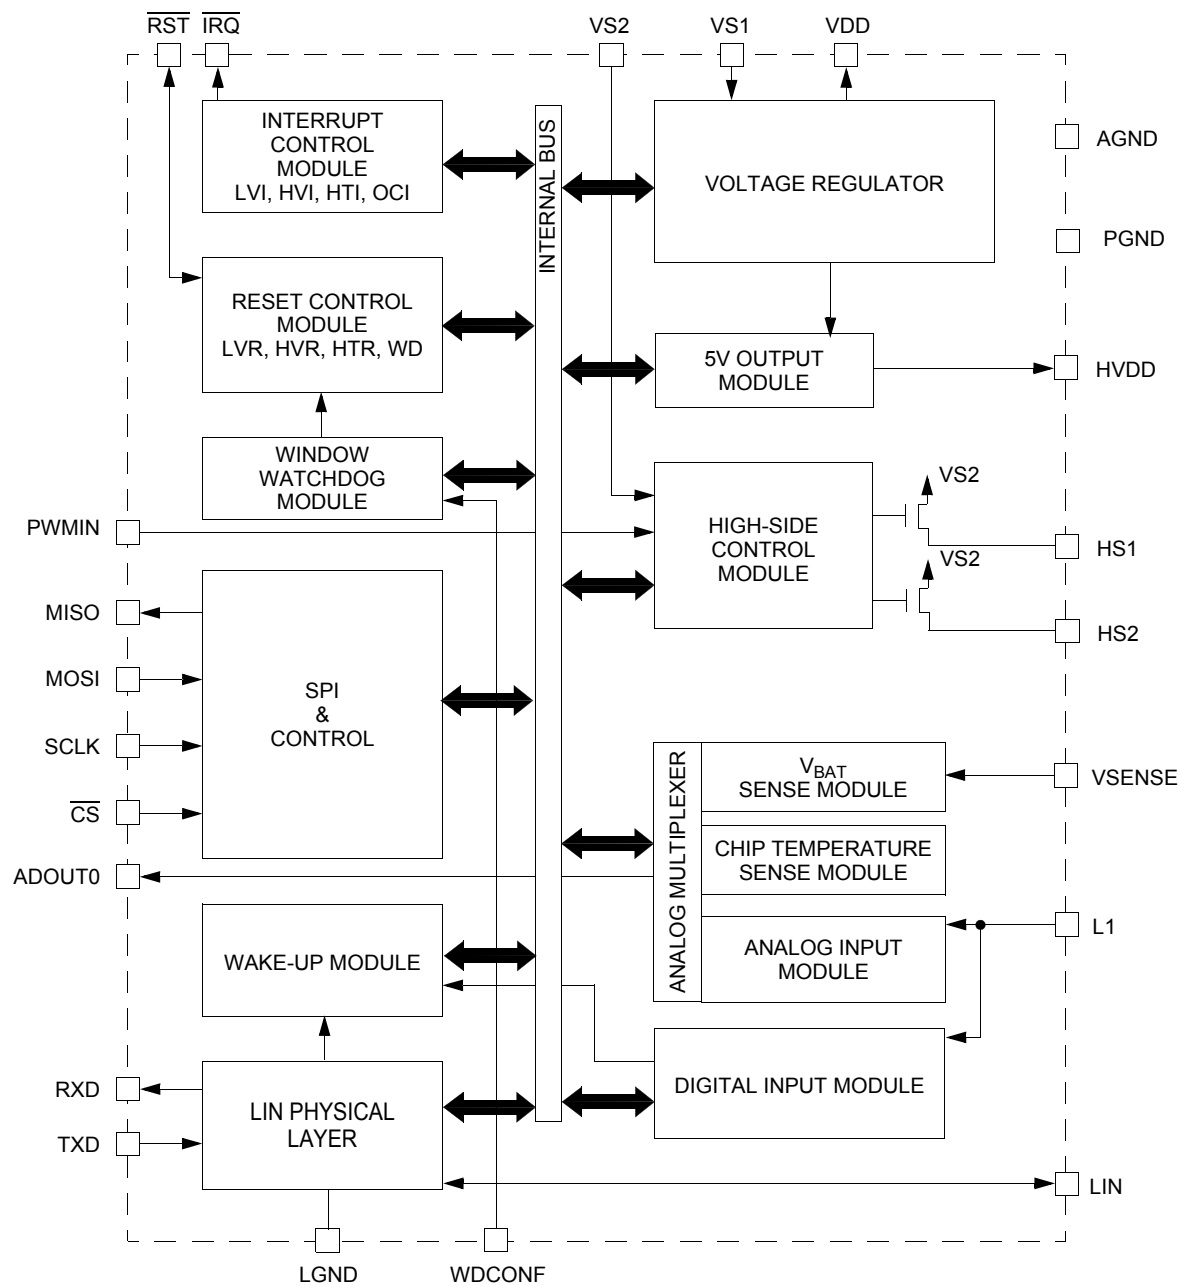 RST IRQ VS2 VS1 VDD
INTERRUPT
CONTROL
MODULE
LVI, HVI, HTI, OCI
INTERNAL BUS
VOLTAGE REGULATOR
AGND
PGND
RESET CONTROL
MODULE
LVR, HVR, HTR, WD
5V OUTPUT
MODULE
HVDD
WINDOW
WATCHDOG
MODULE
PWMIN
HIGH-SIDE
CONTROL
MODULE
VS2
HS1
VS2
HS2
MISO
MOSI
SCLK
CS
SPI
&
CONTROL
ANALOG MULTIPLEXER
VBAT
SENSE MODULE
VSENSE
CHIP TEMPERATURE
SENSE MODULE
ADOUT0
ANALOG INPUT
MODULE
L1
WAKE-UP MODULE
DIGITAL INPUT MODULE
RXD
TXD
LIN PHYSICAL
LAYER
LIN
LGND WDCONF